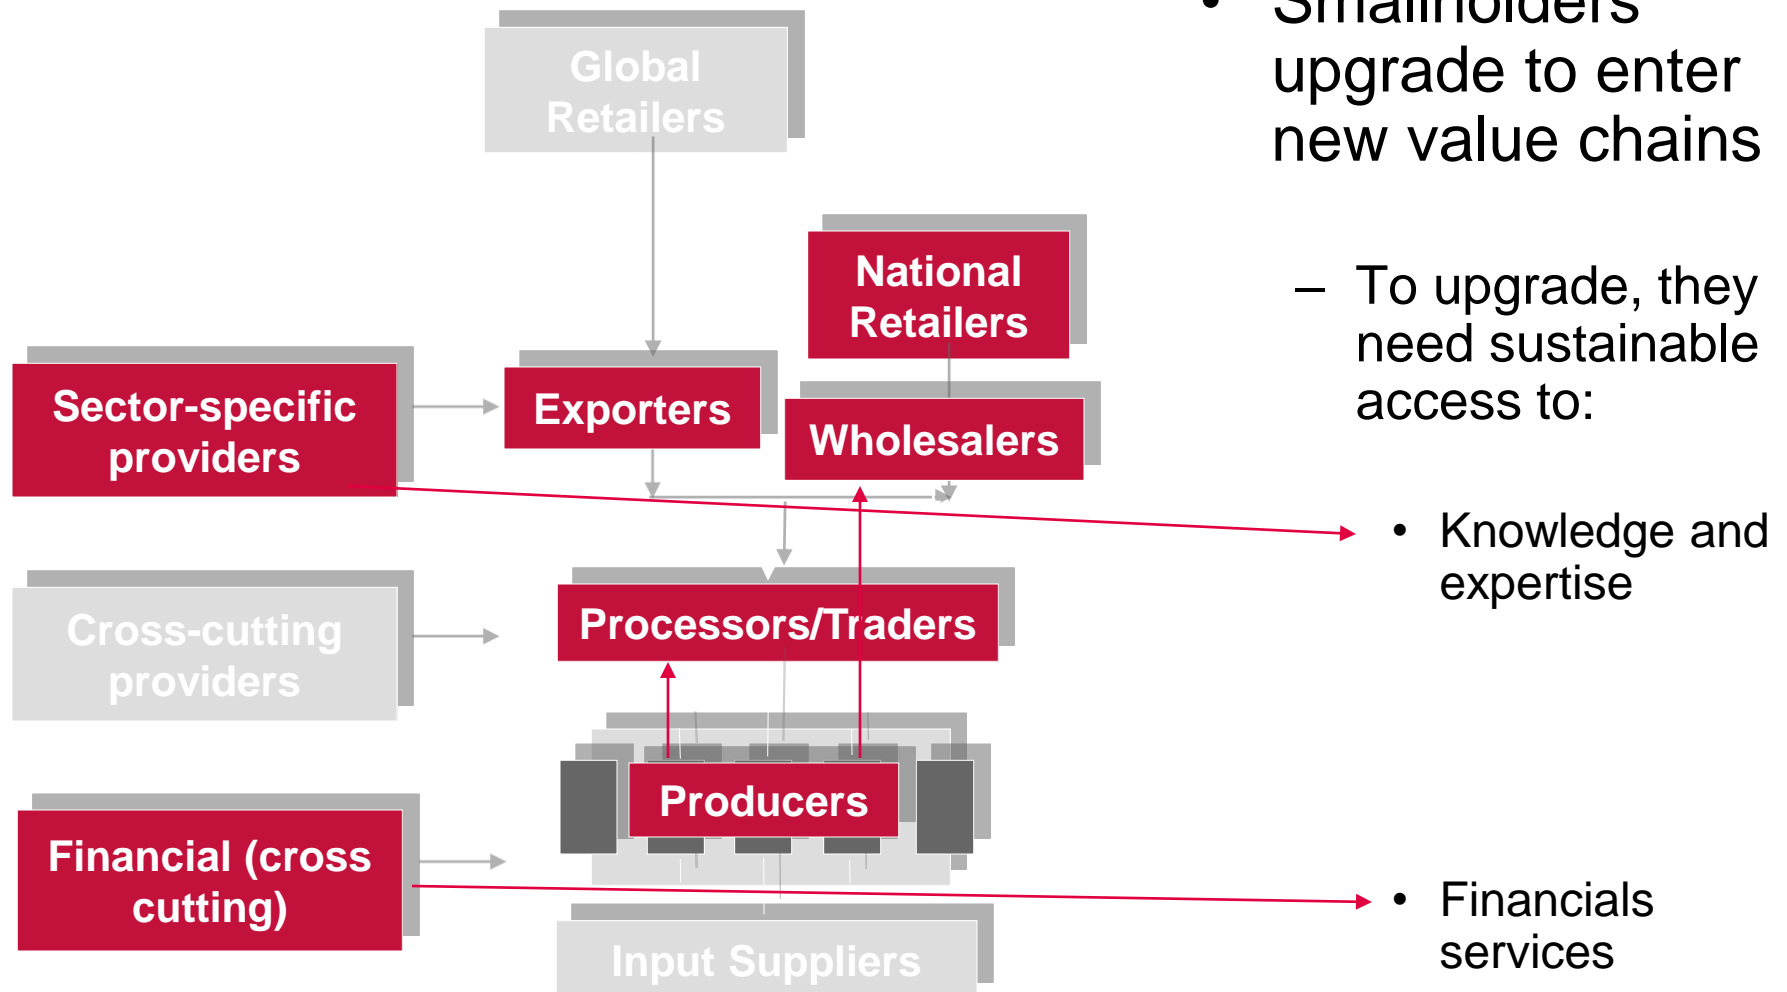 Global
Retailers
National
Retailers
Sector-specific
providers
Exporters
Wholesalers
Cross-cutting
providers
Processors/Traders
Producers
Financial (cross
cutting)
Input Suppliers
• Smallholders
upgrade to enter
new value chains
– To upgrade, they
need sustainable
access to:
• Knowledge and
expertise
• Financials
services